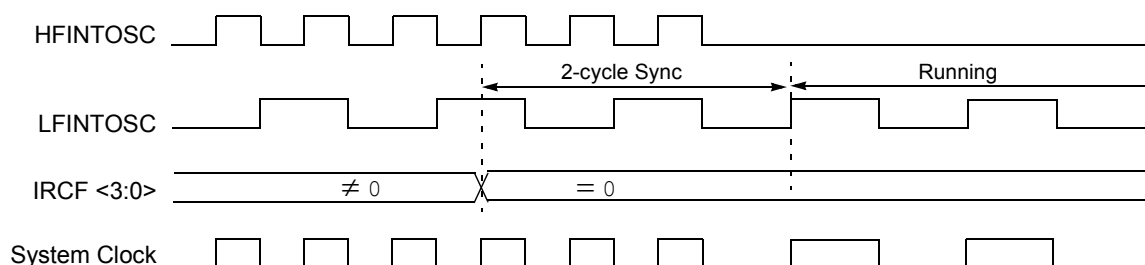 HFINTOSC
2-cycle Sync
Running
LFINTOSC
IRCF <3:0>
≠ 0
= 0
System Clock